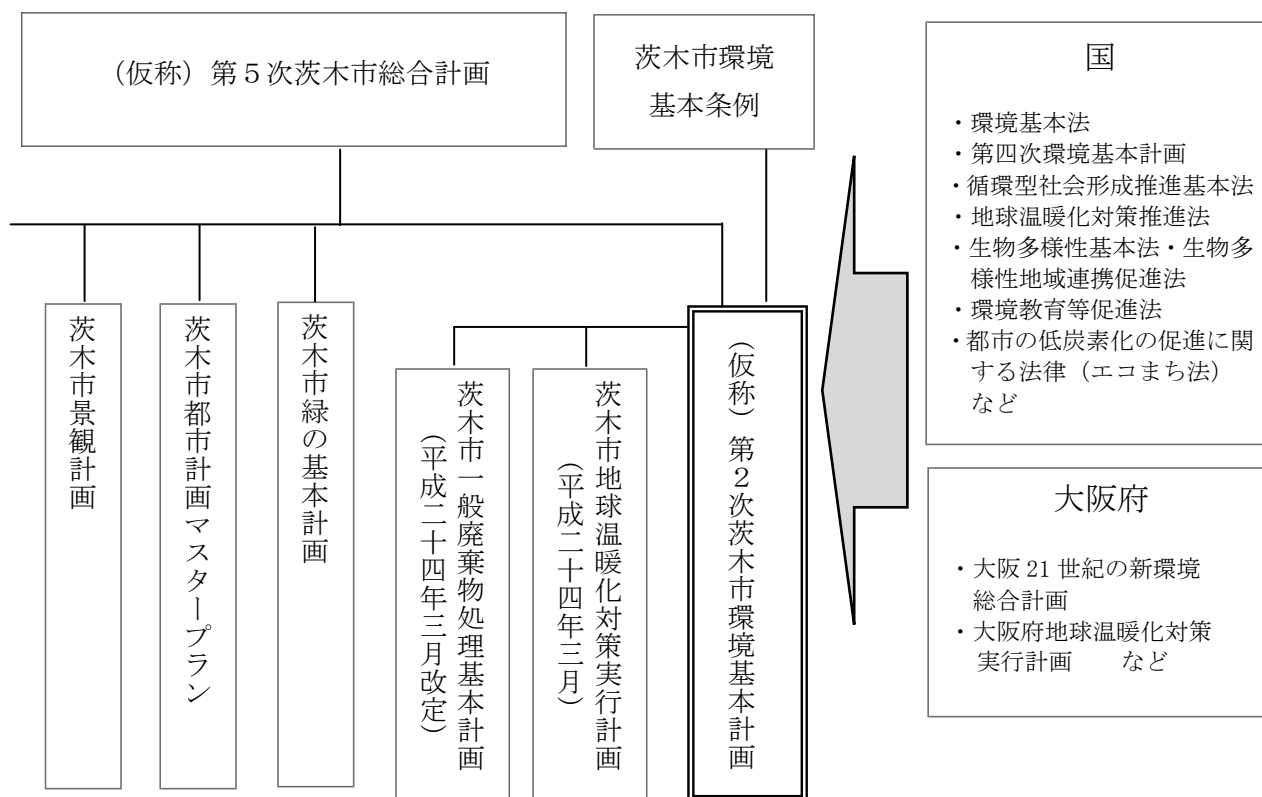 (仮称)第5次茨木市総合計画
茨木市環境
基本条例
国
・環境基本法
・第四次環境基本計画
・循環型社会形成推進基本法
・地球温暖化対策推進法
・生物多様性基本法・生物多
様性地域連携促進法
・環境教育等促進法
・都市の低炭素化の促進に関
する法律(エコまち法)
など
大阪府
・大阪 21 世紀の新環境
総合計画
・大阪府地球温暖化対策
実行計画 など
(仮称)第2次茨木市環境基本計画
茨木市地球温暖化対策実行計画
(平成二十四年三月)
茨木市一般廃棄物処理基本計画
(平成二十四年三月改定)
茨木市緑の基本計画
茨木市都市計画マスタープラン
茨木市景観計画